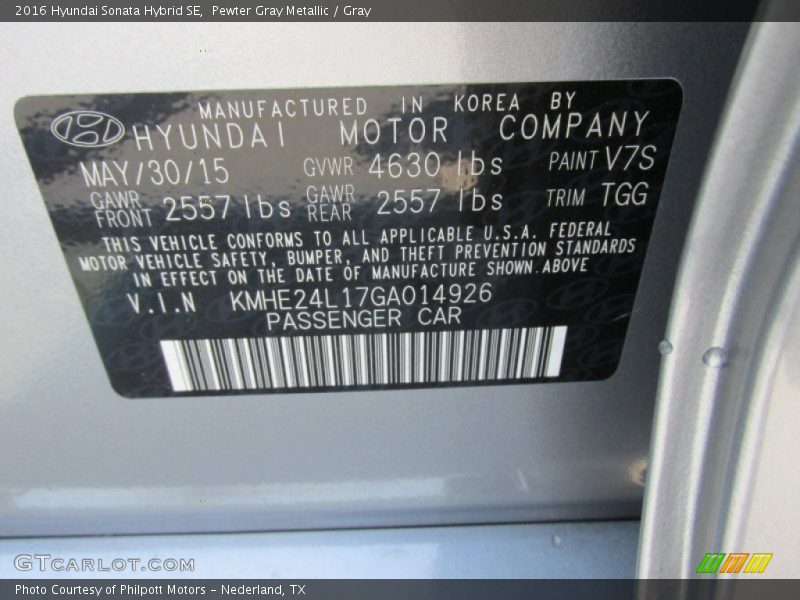 2016 Hyundai Sonata Hybrid SE, Pewter Gray Metallic / Gray
MANUFACTURED IN KOREA BY
HYUNDAI MOTOR COMPANY
MAY/30/15 GVWR 4630 lbs PAINT V7S
GAWR FRONT 2557 lbs GAWR REAR 2557 lbs TRIM TGG
THIS VEHICLE CONFORMS TO ALL APPLICABLE U.S.A. FEDERAL
MOTOR VEHICLE SAFETY, BUMPER, AND THEFT PREVENTION STANDARDS
IN EFFECT ON THE DATE OF MANUFACTURE SHOWN ABOVE
V.I.N KMHE24L17GA014926
PASSENGER CAR
GTCARLOT.COM
Photo Courtesy of Philpott Motors - Nederland, TX